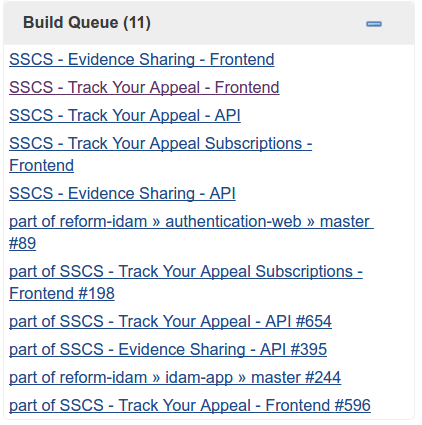 Build Queue (11)
SSCS - Evidence Sharing - Frontend
SSCS - Track Your Appeal - Frontend
SSCS - Track Your Appeal - API
SSCS - Track Your Appeal Subscriptions -
Frontend
SSCS - Evidence Sharing - API
part of reform-idam » authentication-web » master
#89
part of SSCS - Track Your Appeal Subscriptions -
Frontend #198
part of SSCS - Track Your Appeal - API #654
part of SSCS - Evidence Sharing - API #395
part of reform-idam » idam-app » master #244
part of SSCS - Track Your Appeal - Frontend #596